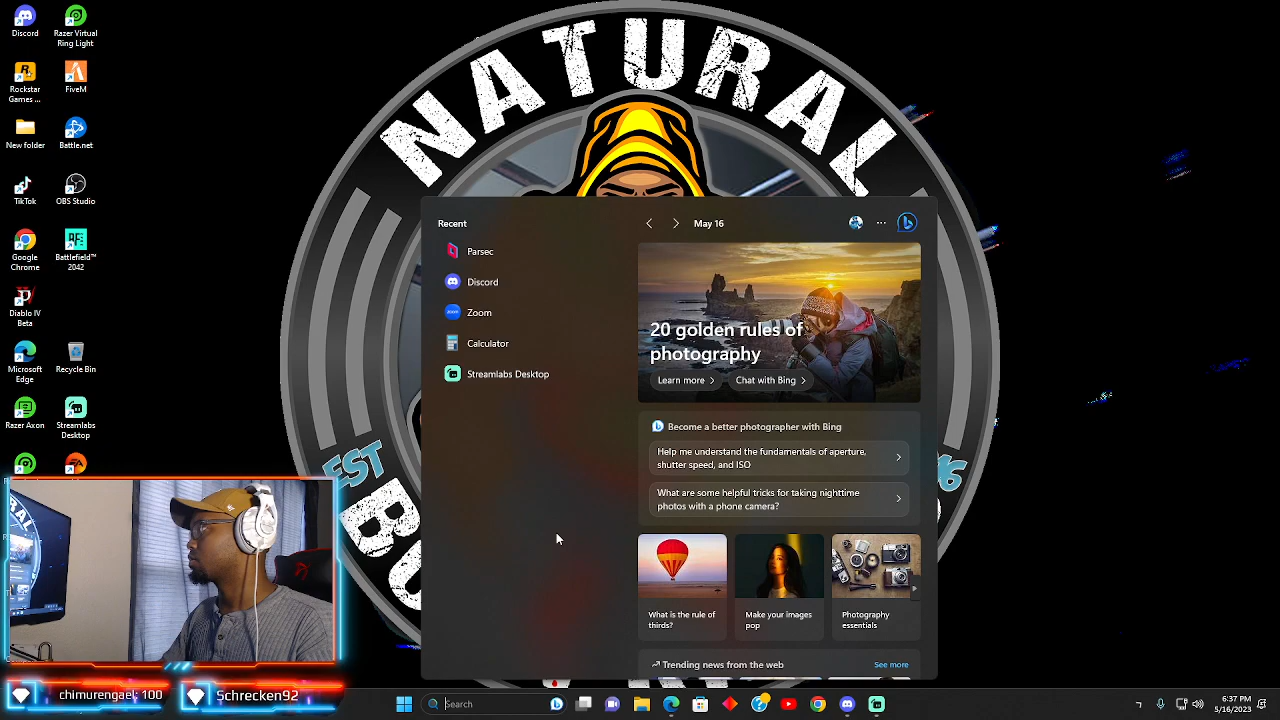 NATURAL
EST
Discord
Razer Virtual
Ring Light
Rockstar
Games ...
FiveM
New folder
Battle.net
TikTok
OBS Studio
Google
Chrome
Battlefield™
2042
Diablo IV
Beta
Microsoft
Edge
Recycle Bin
Razer Axon
Streamlabs
Desktop
Recent
Parsec
Discord
Zoom
Calculator
Streamlabs Desktop
May 16
20 golden rules of
photography
Learn more
Chat with Bing
Become a better photographer with Bing
Help me understand the fundamentals of aperture,
shutter speed, and ISO
What are some helpful tricks for taking nighttime
photos with a phone camera?
What is the rule of
thirds?
Make your images
pop
Photography
essentials
Trending news from the web
See more
chimurengaek: 100
Schrecken92
Search
6:37 PM
5/16/2023